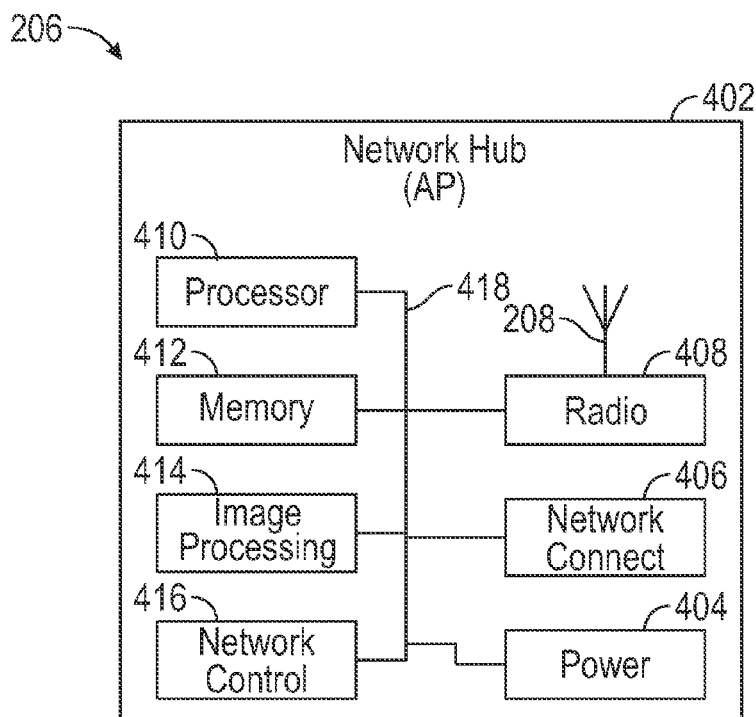 206
402
Network Hub
(AP)
410
Processor
418
208
412
Memory
408
Radio
414
Image
Processing
406
Network
Connect
416
Network
Control
404
Power